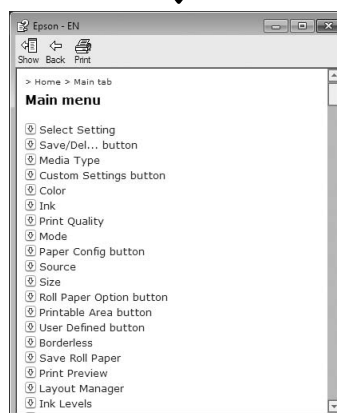 Epson - EN
Show Back Print
> Home > Main tab
Main menu
Select Setting
Save/Del... button
Media Type
Custom Settings button
Color
Ink
Print Quality
Mode
Paper Config button
Source
Size
Roll Paper Option button
Printable Area button
User Defined button
Borderless
Save Roll Paper
Print Preview
Layout Manager
Ink Levels